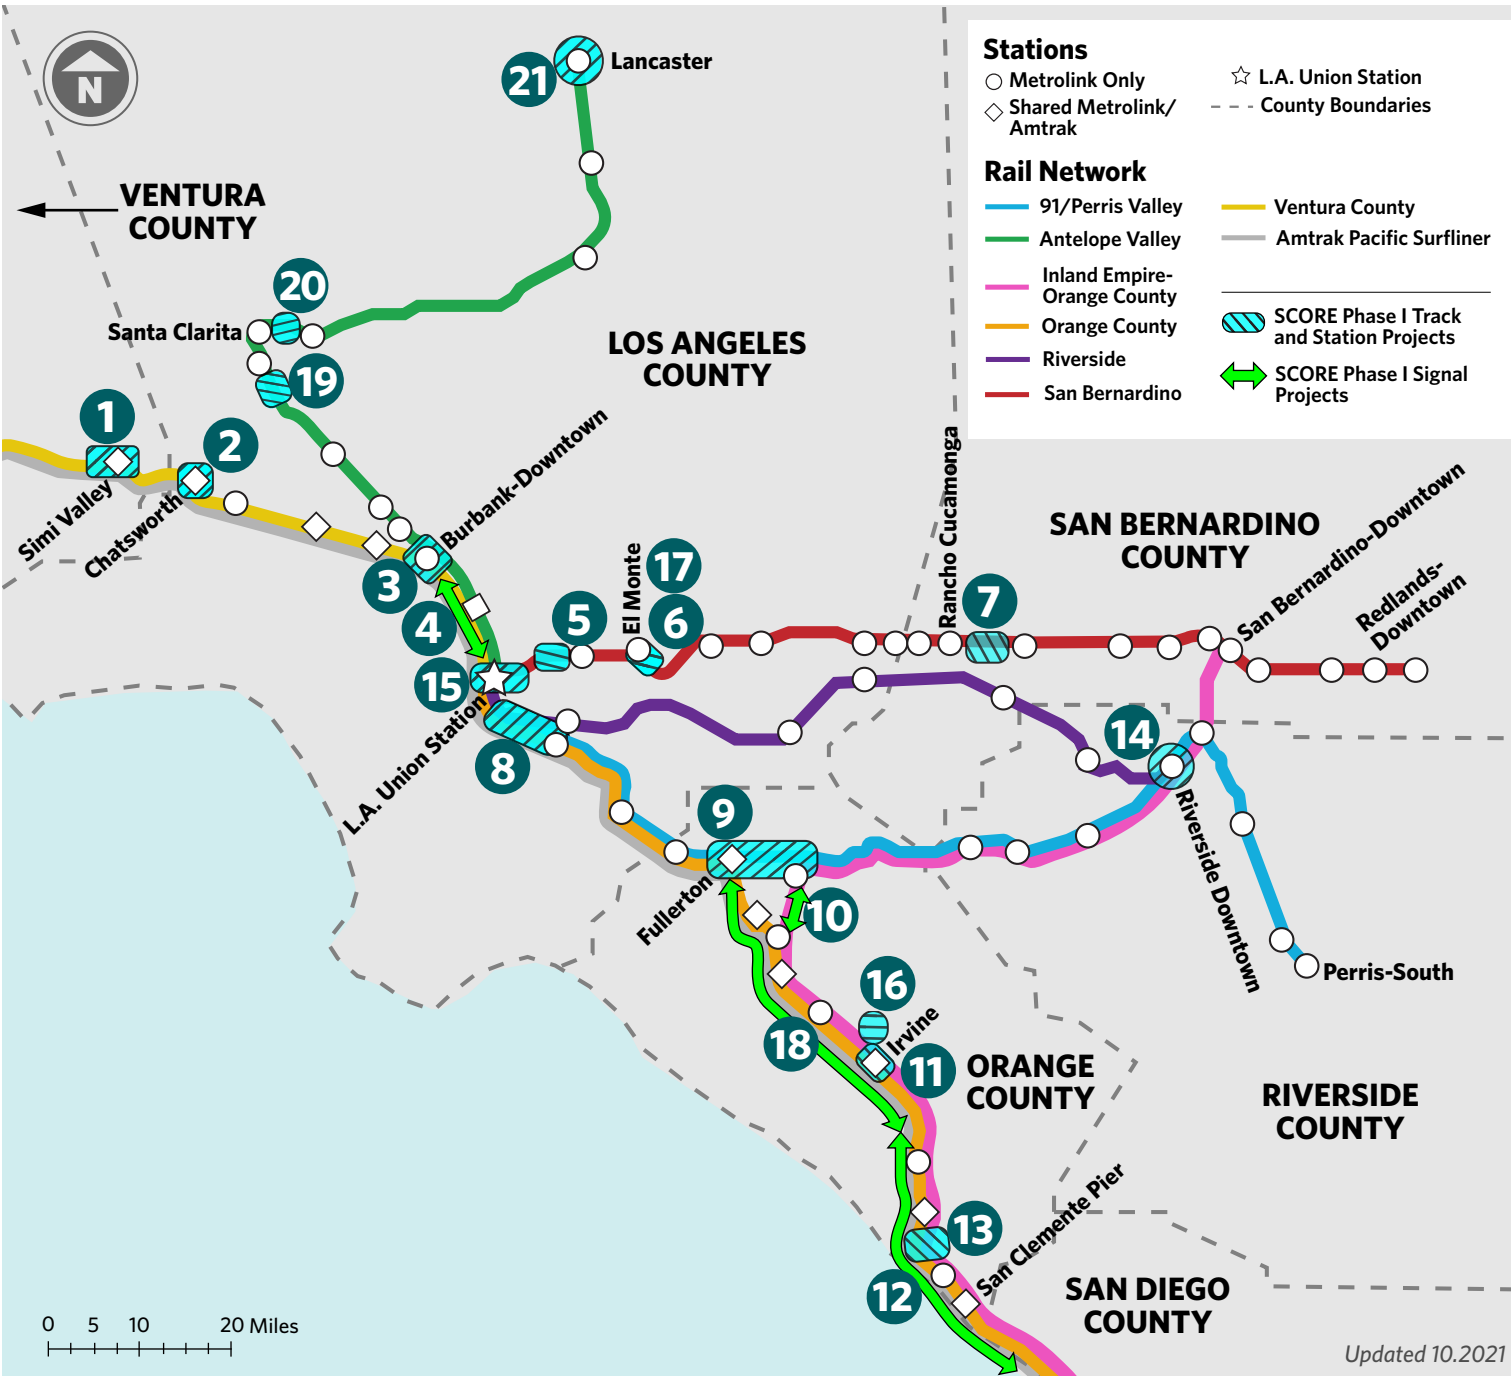 N
21
Lancaster
VENTURA
COUNTY
20
Santa Clarita
19
LOS ANGELES
COUNTY
1
2
Simi Valley
Chatsworth
Burbank-Downtown
3
4
5
El Monte
17
6
15
L.A. Union Station
8
Rancho Cucamonga
7
SAN BERNARDINO
COUNTY
San Bernardino-Downtown
Redlands-
Downtown
14
Riverside Downtown
9
Fullerton
10
Perris-South
16
Irvine
18
11
ORANGE
COUNTY
RIVERSIDE
COUNTY
13
San Clemente Pier
12
SAN DIEGO
COUNTY
0 5 10 20 Miles
Updated 10.2021
Stations
Metrolink Only
Shared Metrolink/
Amtrak
L.A. Union Station
County Boundaries
Rail Network
91/Perris Valley
Antelope Valley
Inland Empire-
Orange County
Orange County
Riverside
San Bernardino
Ventura County
Amtrak Pacific Surfliner
SCORE Phase I Track
and Station Projects
SCORE Phase I Signal
Projects